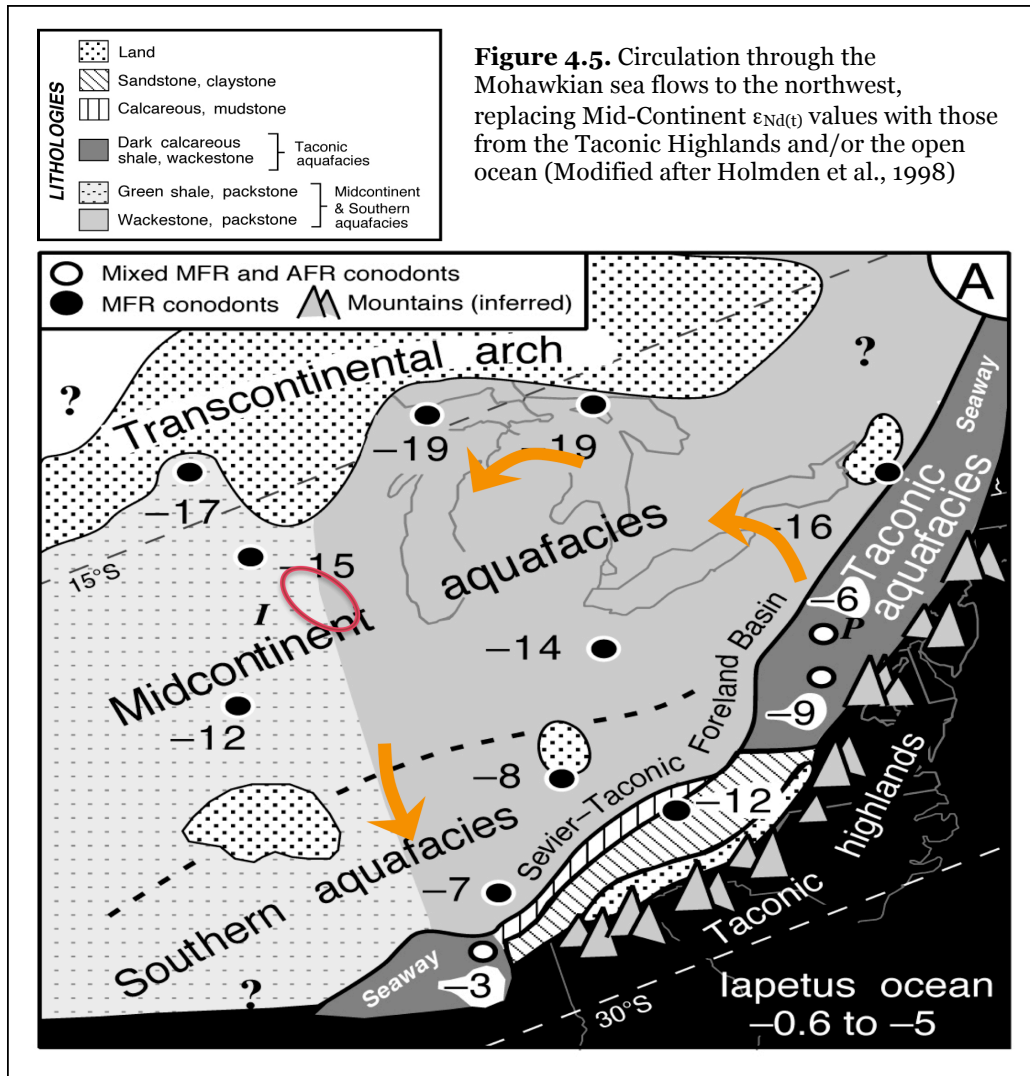 LITHOLOGIES
Land
Sandstone, claystone
Calcareous, mudstone
Dark calcareous
shale, wackestone
Taconic
aquafacies
Green shale, packstone
Wackestone, packstone
Midcontinent
& Southern
aquafacies
Figure 4.5. Circulation through the
Mohawkian sea flows to the northwest,
replacing Mid-Continent εNd(t) values with those
from the Taconic Highlands and/or the open
ocean (Modified after Holmden et al., 1998)
Mixed MFR and AFR conodonts
MFR conodonts
Mountains (inferred)
A
?
?
Transcontinental arch
Seaway
−19
−19
−17
−16
15°S
−15
aquafacies
Taconic
aquafacies
I
−6
P
Midcontinent
−14
−12
−9
Sevier−Taconic Foreland Basin
−8
−12
highlands
Southern aquafacies
−7
Taconic
?
Seaway
−3
30°S
Iapetus ocean
−0.6 to −5